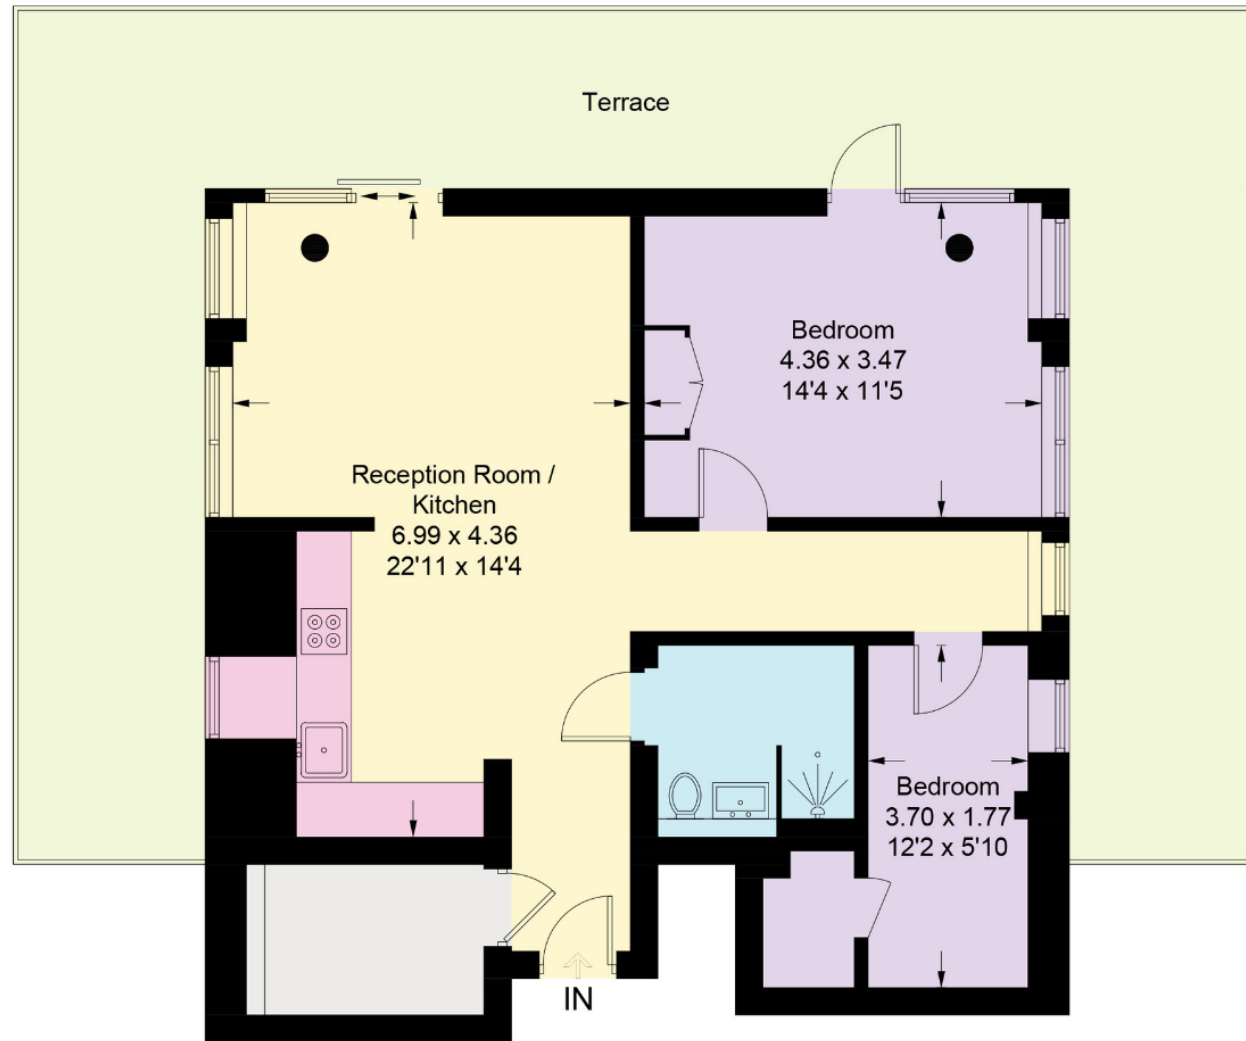 Terrace
Bedroom
4.36 x 3.47
14'4 x 11'5
Reception Room /
Kitchen
6.99 x 4.36
22'11 x 14'4
Bedroom
3.70 x 1.77
12'2 x 5'10
IN